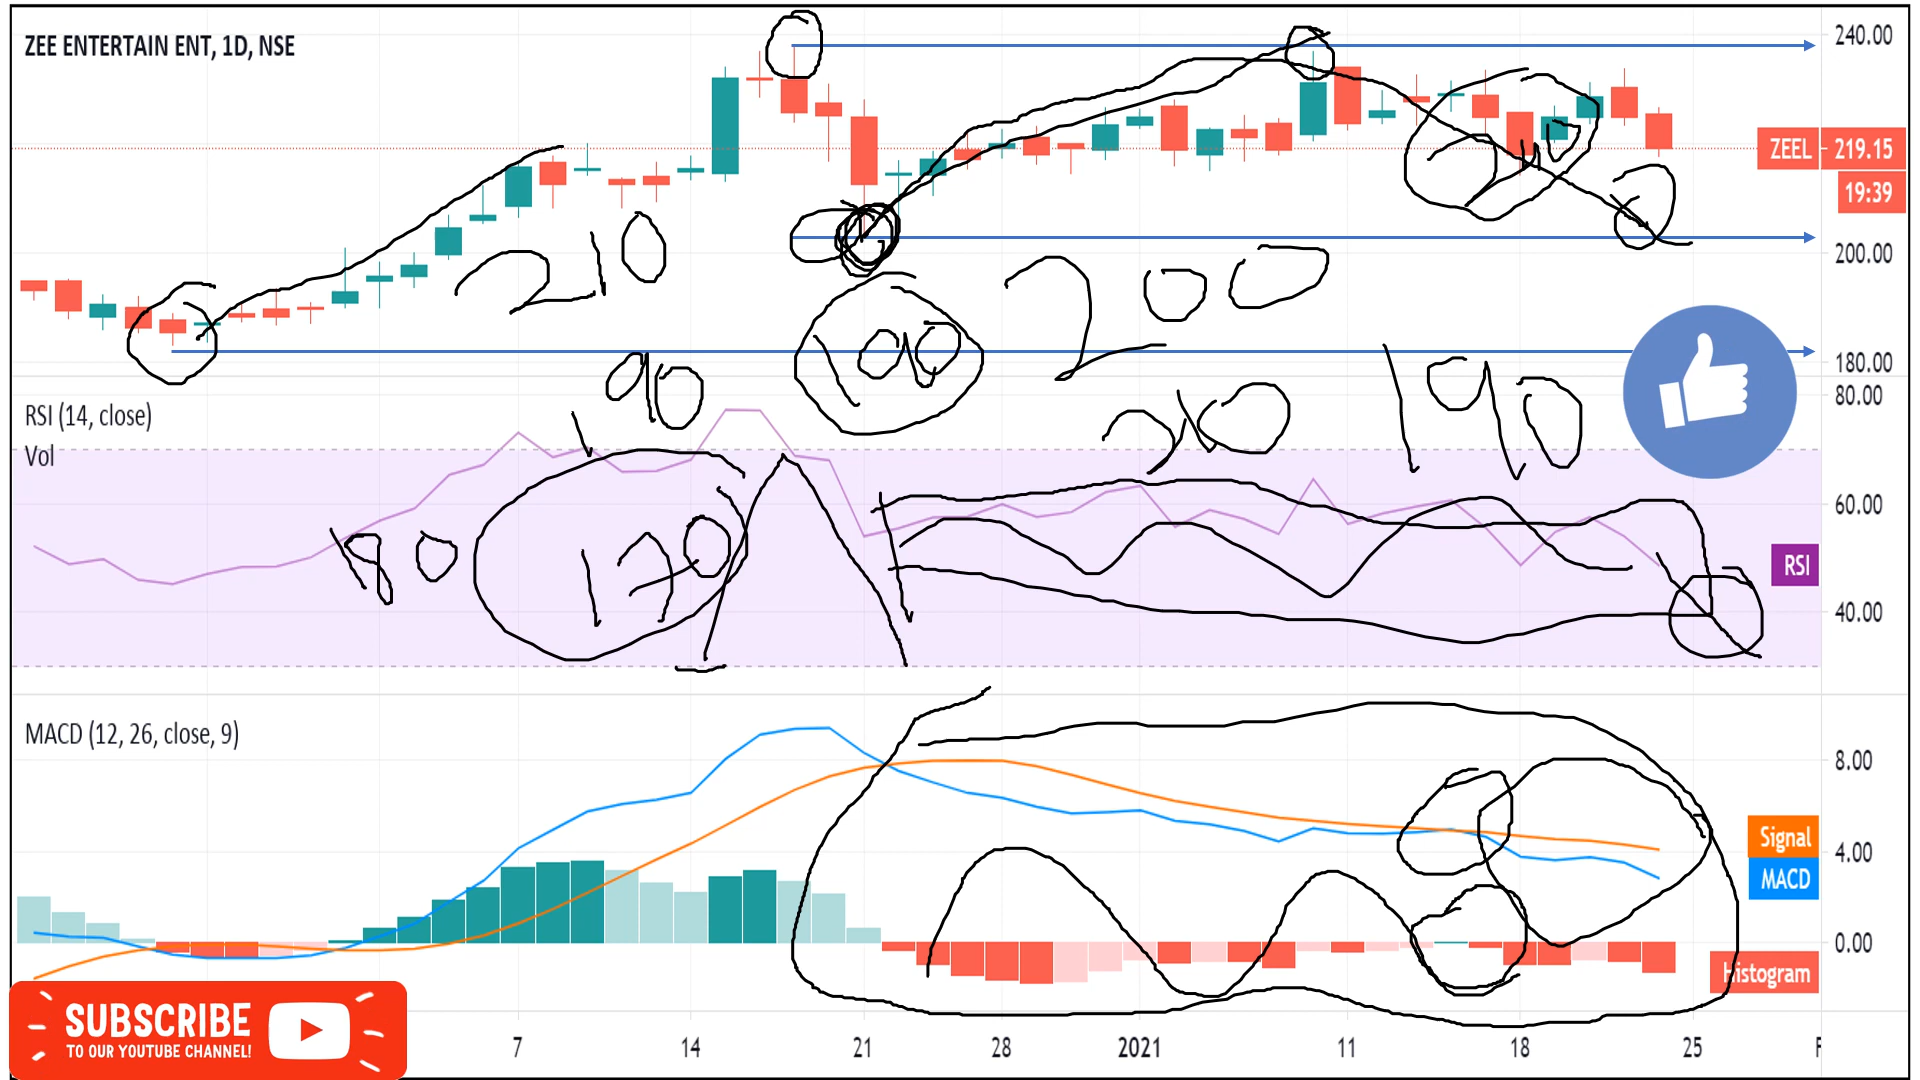 ZEE ENTERTAIN ENT, 1D, NSE
240.00
ZEEL 219.15
19:39
210
200.00
200
180.00
190
100
RSI (14, close)
80.00
190
Vol
60.00
80
170
RSI
40.00
MACD (12, 26, close, 9)
8.00
Signal
4.00
MACD
0.00
Histogram
SUBSCRIBE
TO OUR YOUTUBE CHANNEL!
7 14 21 28 2021 11 18 25 F